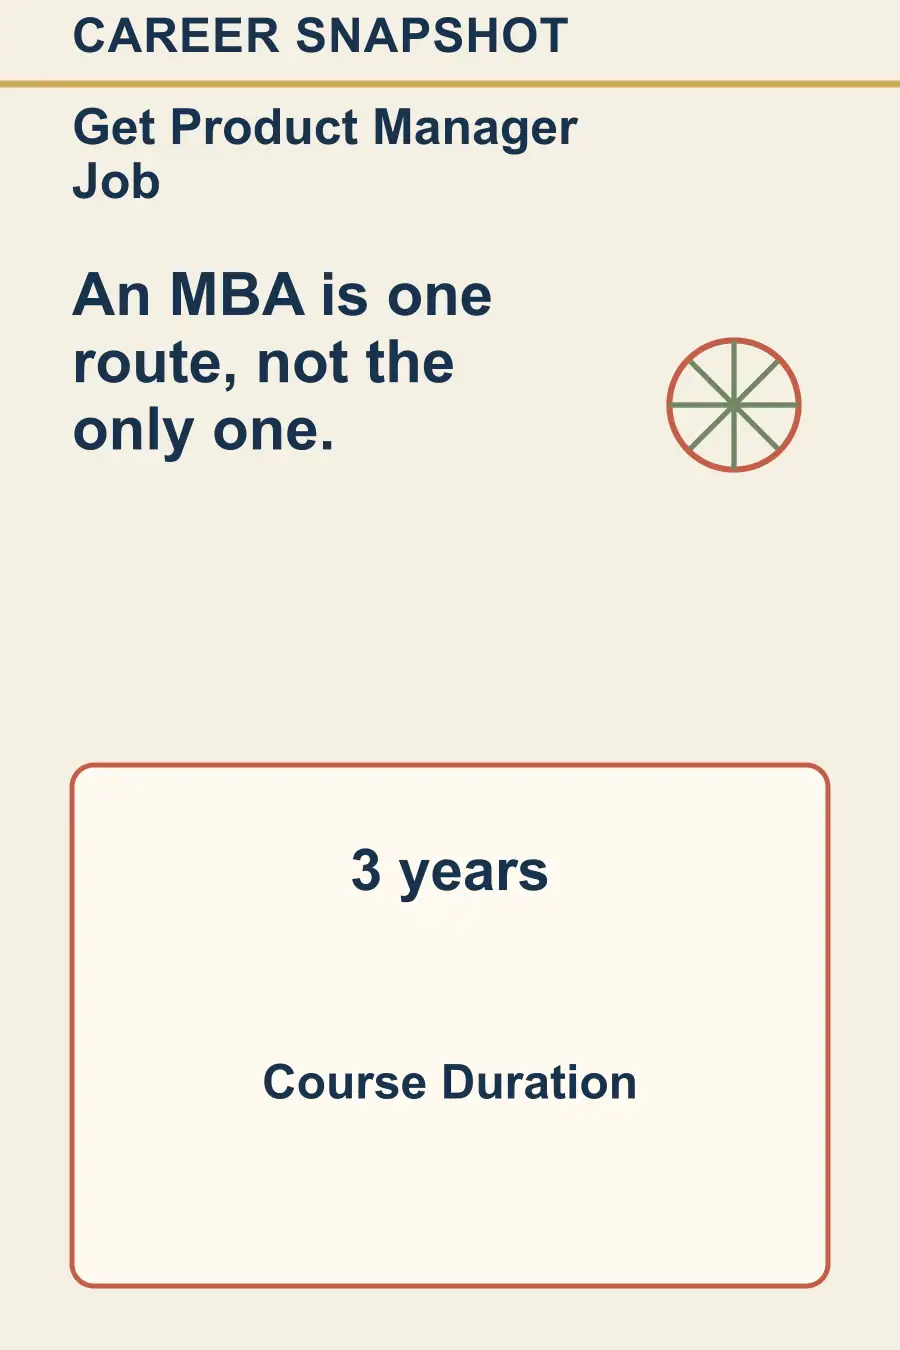 CAREER SNAPSHOT
Get Product Manager
Job
An MBA is one
route, not the
only one.
3 years
Course Duration